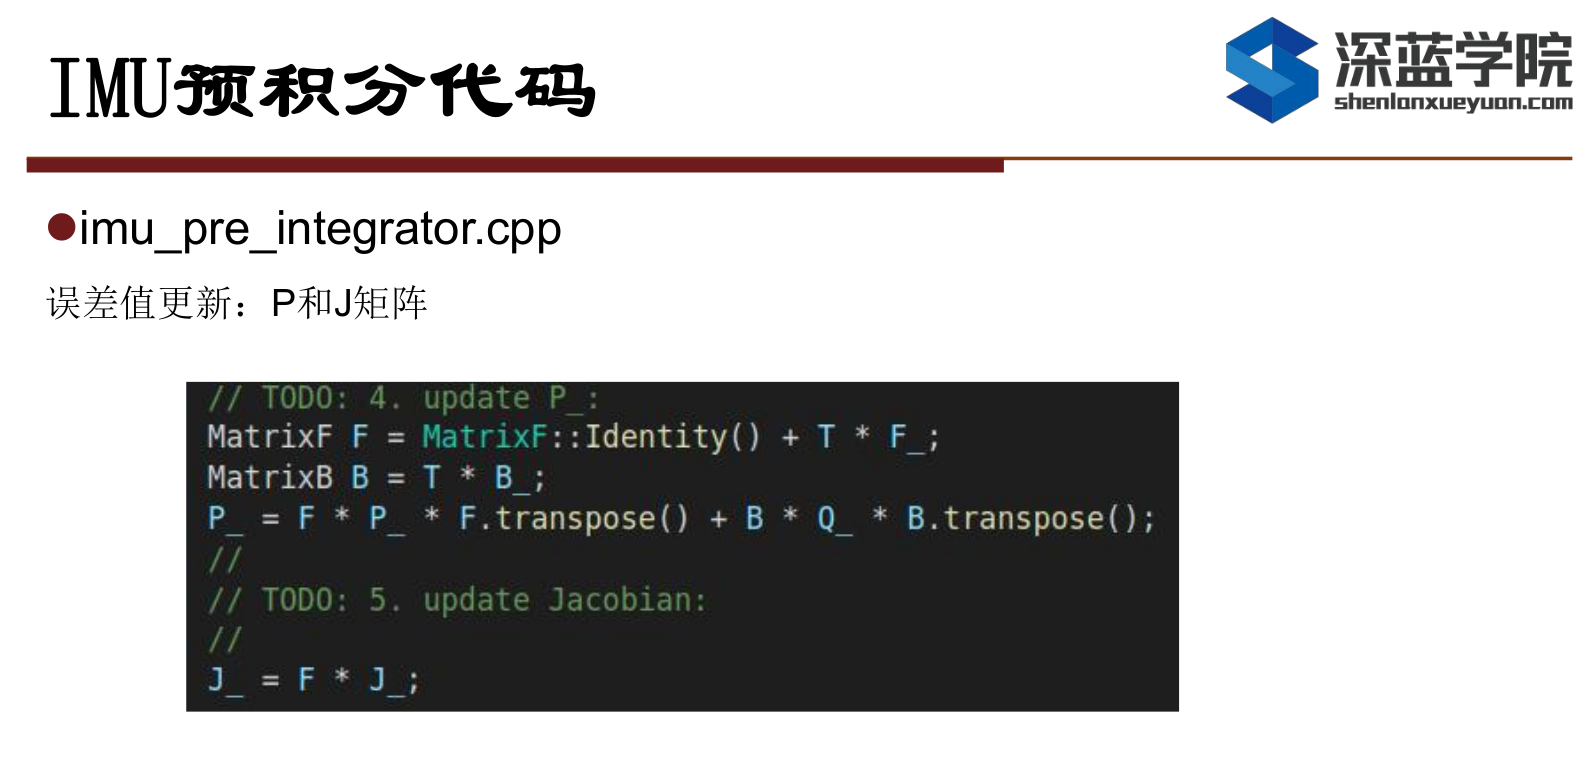 IMU预积分代码
深蓝学院
shenlanxueyuan.com
imu_pre_integrator.cpp
误差值更新：P和J矩阵
// TODO: 4. update P_:
MatrixF F = MatrixF::Identity() + T * F_;
MatrixB B = T * B_;
P_ = F * P_ * F.transpose() + B * Q_ * B.transpose();
//
// TODO: 5. update Jacobian:
//
J_ = F * J_;